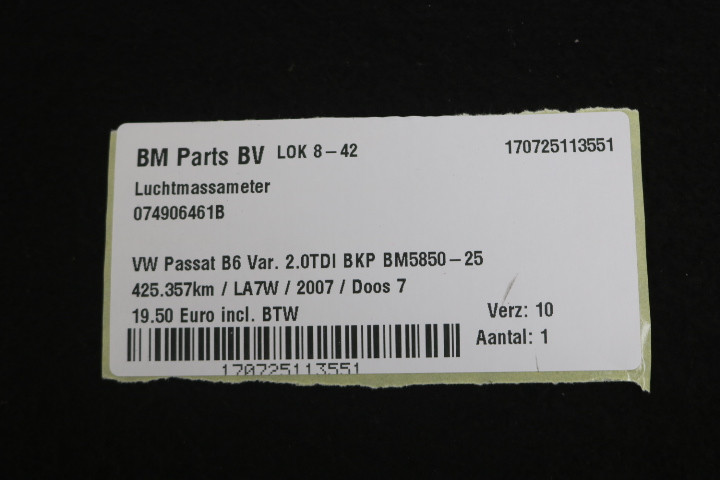 BM Parts BV LOK 8-42 170725113551
Luchtmassameter
074906461B
VW Passat B6 Var. 2.0TDI BKP BM5850-25
425.357km / LA7W / 2007 / Doos 7
19.50 Euro incl. BTW Verz: 10
Aantal: 1
170725113551